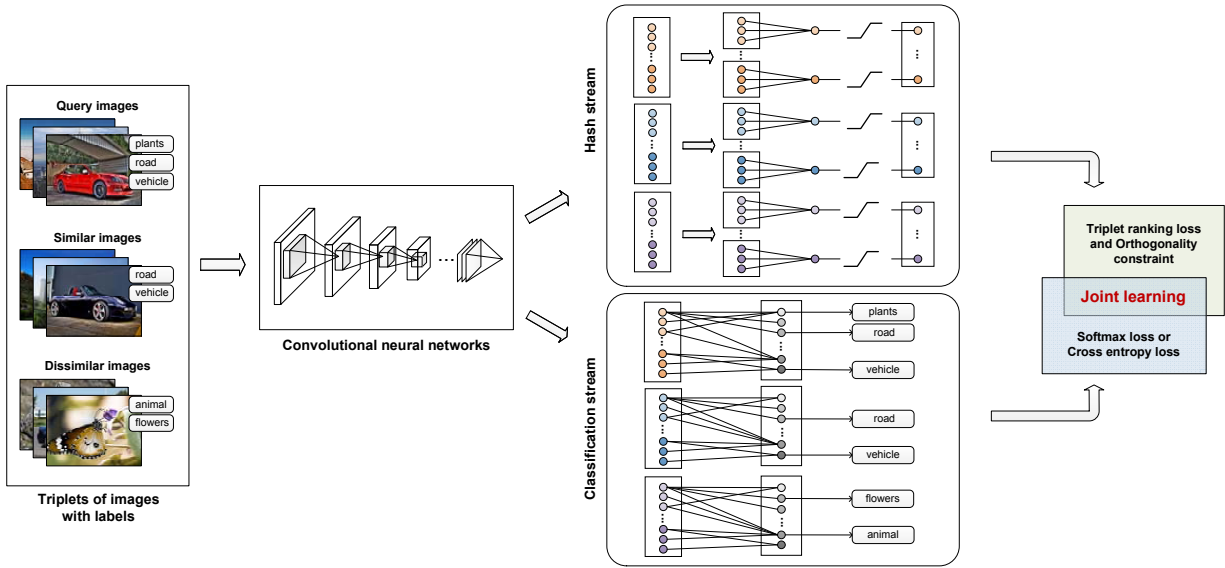 Query images
plants
road
vehicle
Similar images
road
vehicle
Dissimilar images
animal
flowers
Triplets of images
with labels
Convolutional neural networks
Hash stream
Classification stream
plants
road
vehicle
road
vehicle
flowers
animal
Triplet ranking loss
and Orthogonality
constraint
Joint learning
Softmax loss or
Cross entropy loss